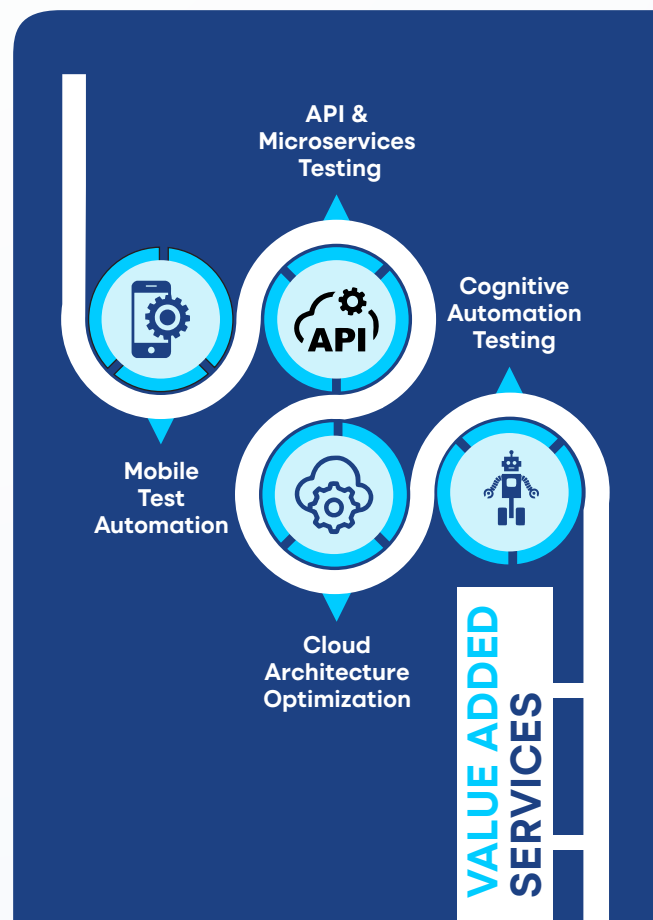 API &
Microservices
Testing
Cognitive
Automation
Testing
API
Mobile
Test
Automation
Cloud
Architecture
Optimization
VALUE ADDED
SERVICES